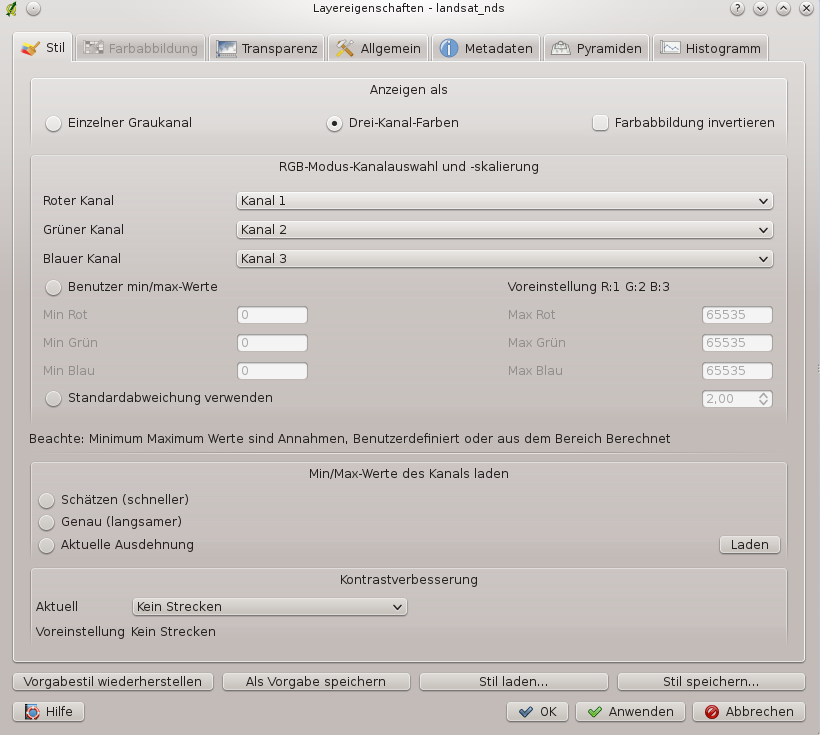 Layereigenschaften - landsat_nds
Stil Farbabbildung Transparenz Allgemein Metadaten Pyramiden Histogramm
Anzeigen als
Einzelner Graukanal Drei-Kanal-Farben Farbabbildung invertieren
RGB-Modus-Kanalauswahl und -skalierung
Roter Kanal Kanal 1
Grüner Kanal Kanal 2
Blauer Kanal Kanal 3
Benutzer min/max-Werte Voreinstellung R:1 G:2 B:3
Min Rot 0 Max Rot 65535
Min Grün 0 Max Grün 65535
Min Blau 0 Max Blau 65535
Standardabweichung verwenden 2,00
Beachte: Minimum Maximum Werte sind Annahmen, Benutzerdefiniert oder aus dem Bereich Berechnet
Min/Max-Werte des Kanals laden
Schätzen (schneller)
Genau (langsamer)
Aktuelle Ausdehnung Laden
Kontrastverbesserung
Aktuell Kein Strecken
Voreinstellung Kein Strecken
Vorgabestil wiederherstellen Als Vorgabe speichern Stil laden... Stil speichern...
Hilfe OK Anwenden Abbrechen